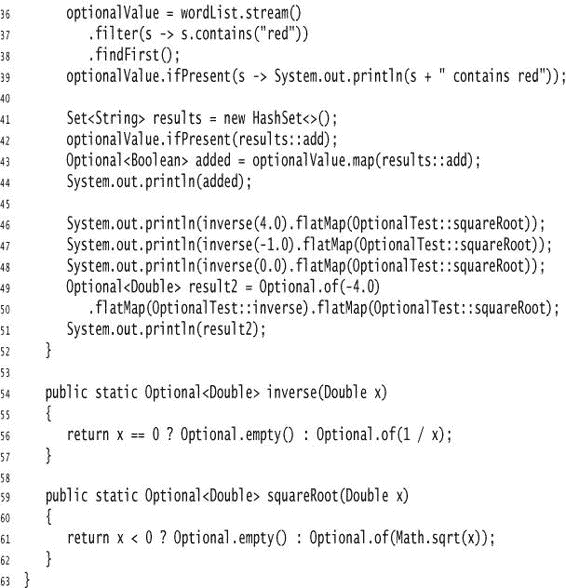 36 optionalValue = wordList.stream()
37 .filter(s -> s.contains("red"))
38 .findFirst();
39 optionalValue.ifPresent(s -> System.out.println(s + " contains red"));
40
41 Set<String> results = new HashSet<>();
42 optionalValue.ifPresent(results::add);
43 Optional<Boolean> added = optionalValue.map(results::add);
44 System.out.println(added);
45
46 System.out.println(inverse(4.0).flatMap(OptionalTest::squareRoot));
47 System.out.println(inverse(-1.0).flatMap(OptionalTest::squareRoot));
48 System.out.println(inverse(0.0).flatMap(OptionalTest::squareRoot));
49 Optional<Double> result2 = Optional.of(-4.0)
50 .flatMap(OptionalTest::inverse).flatMap(OptionalTest::squareRoot);
51 System.out.println(result2);
52 }
53
54 public static Optional<Double> inverse(Double x)
55 {
56 return x == 0 ? Optional.empty() : Optional.of(1 / x);
57 }
58
59 public static Optional<Double> squareRoot(Double x)
60 {
61 return x < 0 ? Optional.empty() : Optional.of(Math.sqrt(x));
62 }
63 }